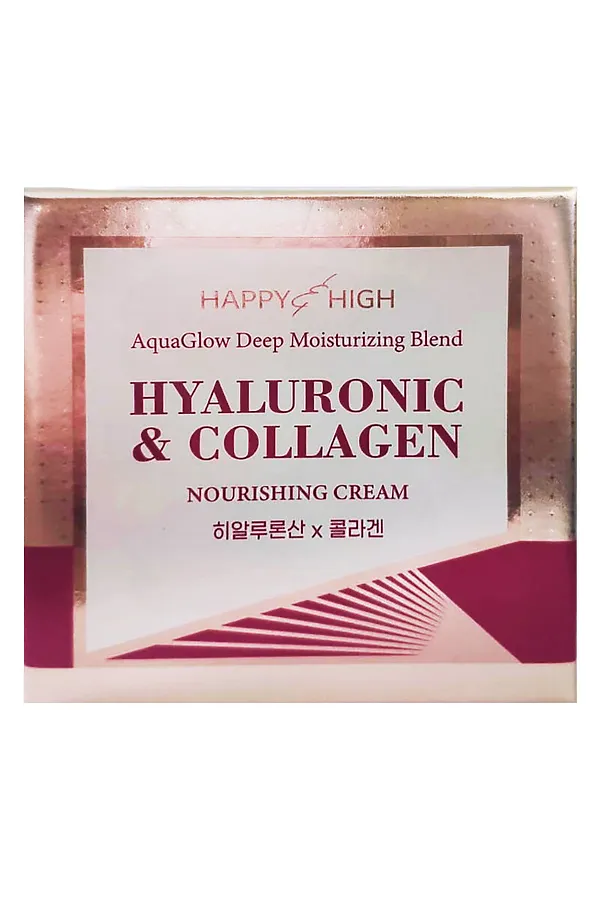 HAPPY & HIGH
AquaGlow Deep Moisturizing Blend
HYALURONIC
& COLLAGEN
NOURISHING CREAM
히알루론산 x 콜라겐